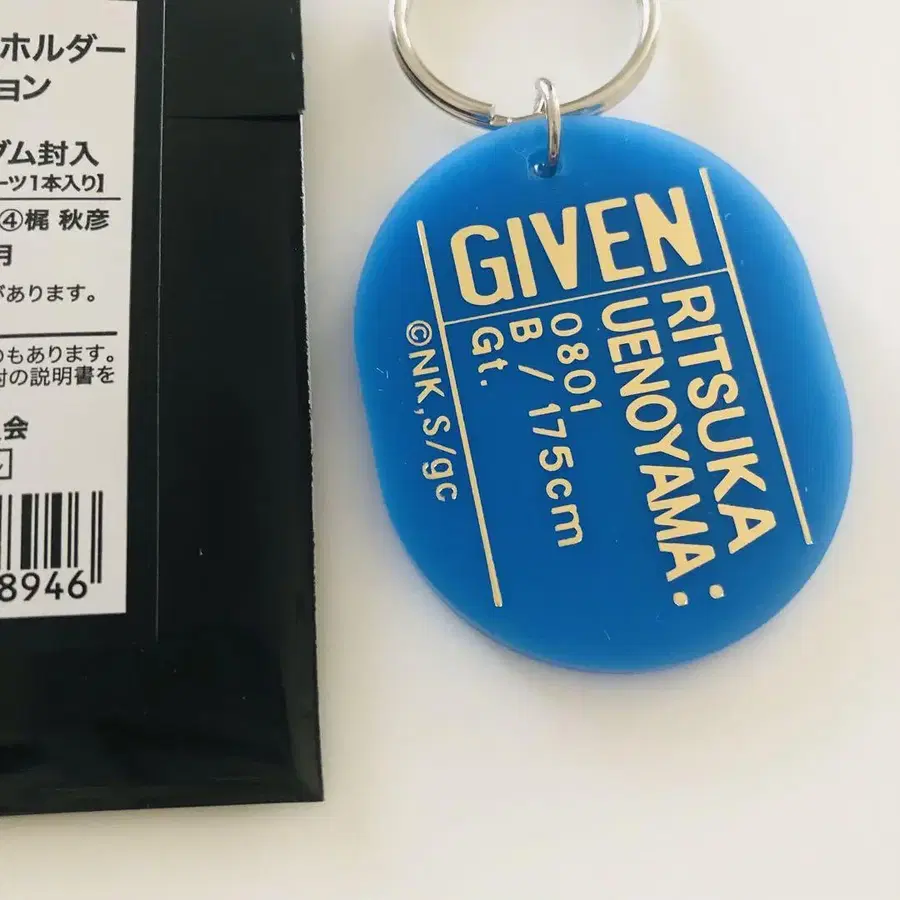 ホルダー
ョン
ダム封入
ーツ1本入り】
④梶 秋彦
月
があります。
のもあります。
付の説明書を
会
8946
GIVEN
RITSUKA :
UENOYAMA:
0801
B / 175cm
Gt.
©NK,S/gc